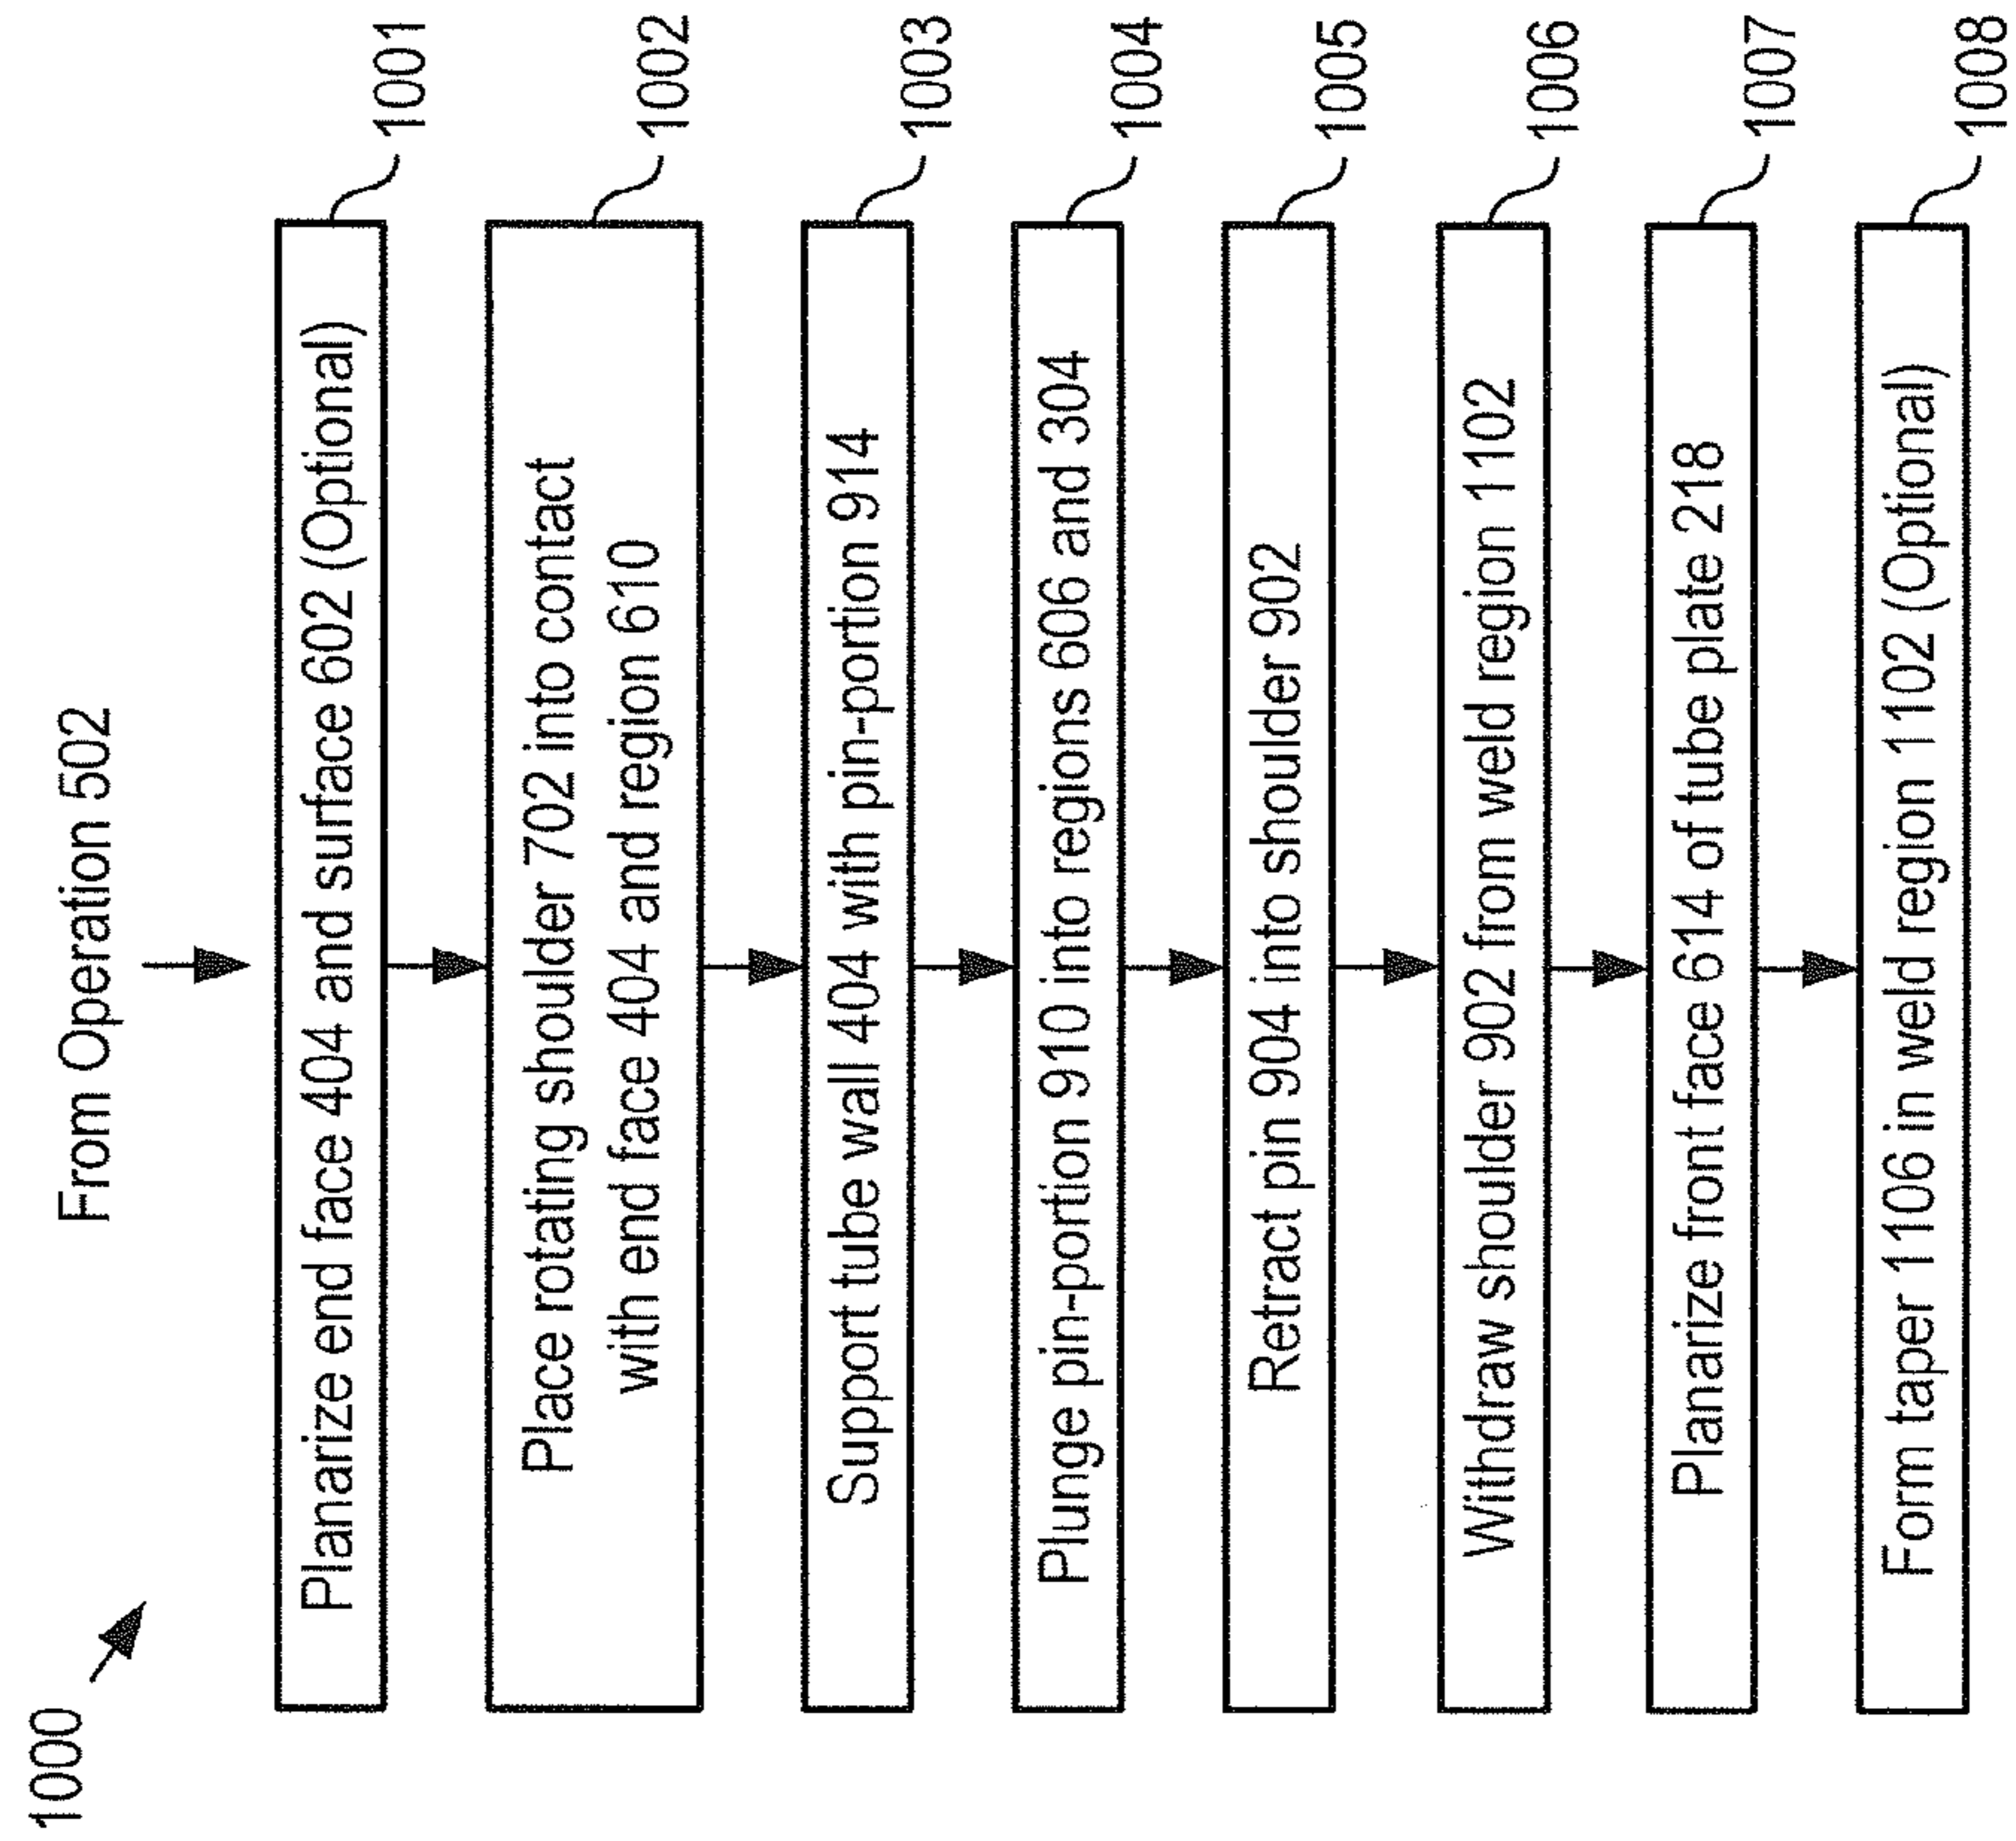 1000
From Operation 502
Planarize end face 404 and surface 602 (Optional)
1001
Place rotating shoulder 702 into contact
with end face 404 and region 610
1002
Support tube wall 404 with pin-portion 914
1003
Plunge pin-portion 910 into regions 606 and 304
1004
Retract pin 904 into shoulder 902
1005
Withdraw shoulder 902 from weld region 1102
1006
Planarize front face 614 of tube plate 218
1007
Form taper 1106 in weld region 1102 (Optional)
1008